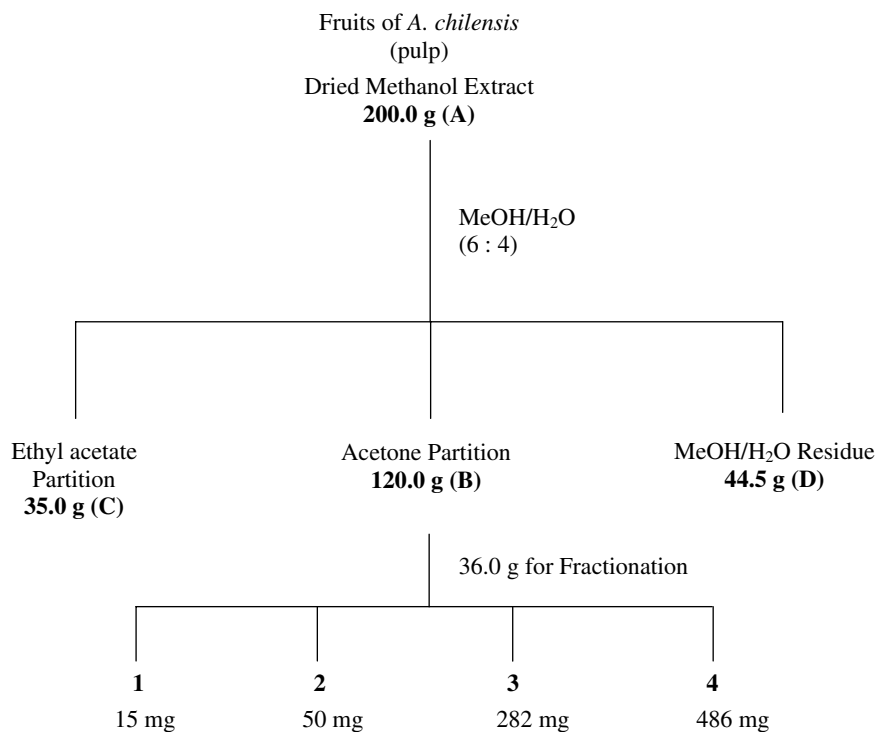 Fruits of A. chilensis
(pulp)
Dried Methanol Extract
200.0 g (A)
MeOH/H₂O
(6 : 4)
Ethyl acetate
Partition
35.0 g (C)
Acetone Partition
120.0 g (B)
MeOH/H₂O Residue
44.5 g (D)
36.0 g for Fractionation
1 2 3 4
15 mg 50 mg 282 mg 486 mg